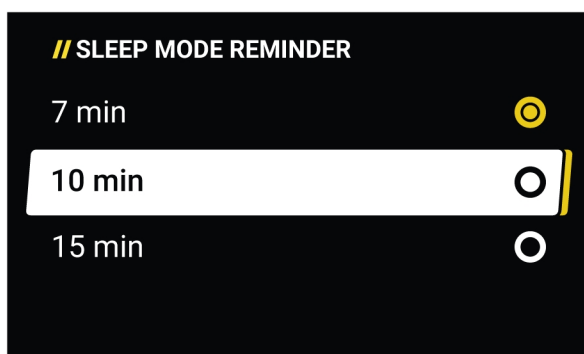 // SLEEP MODE REMINDER
7 min
10 min
15 min